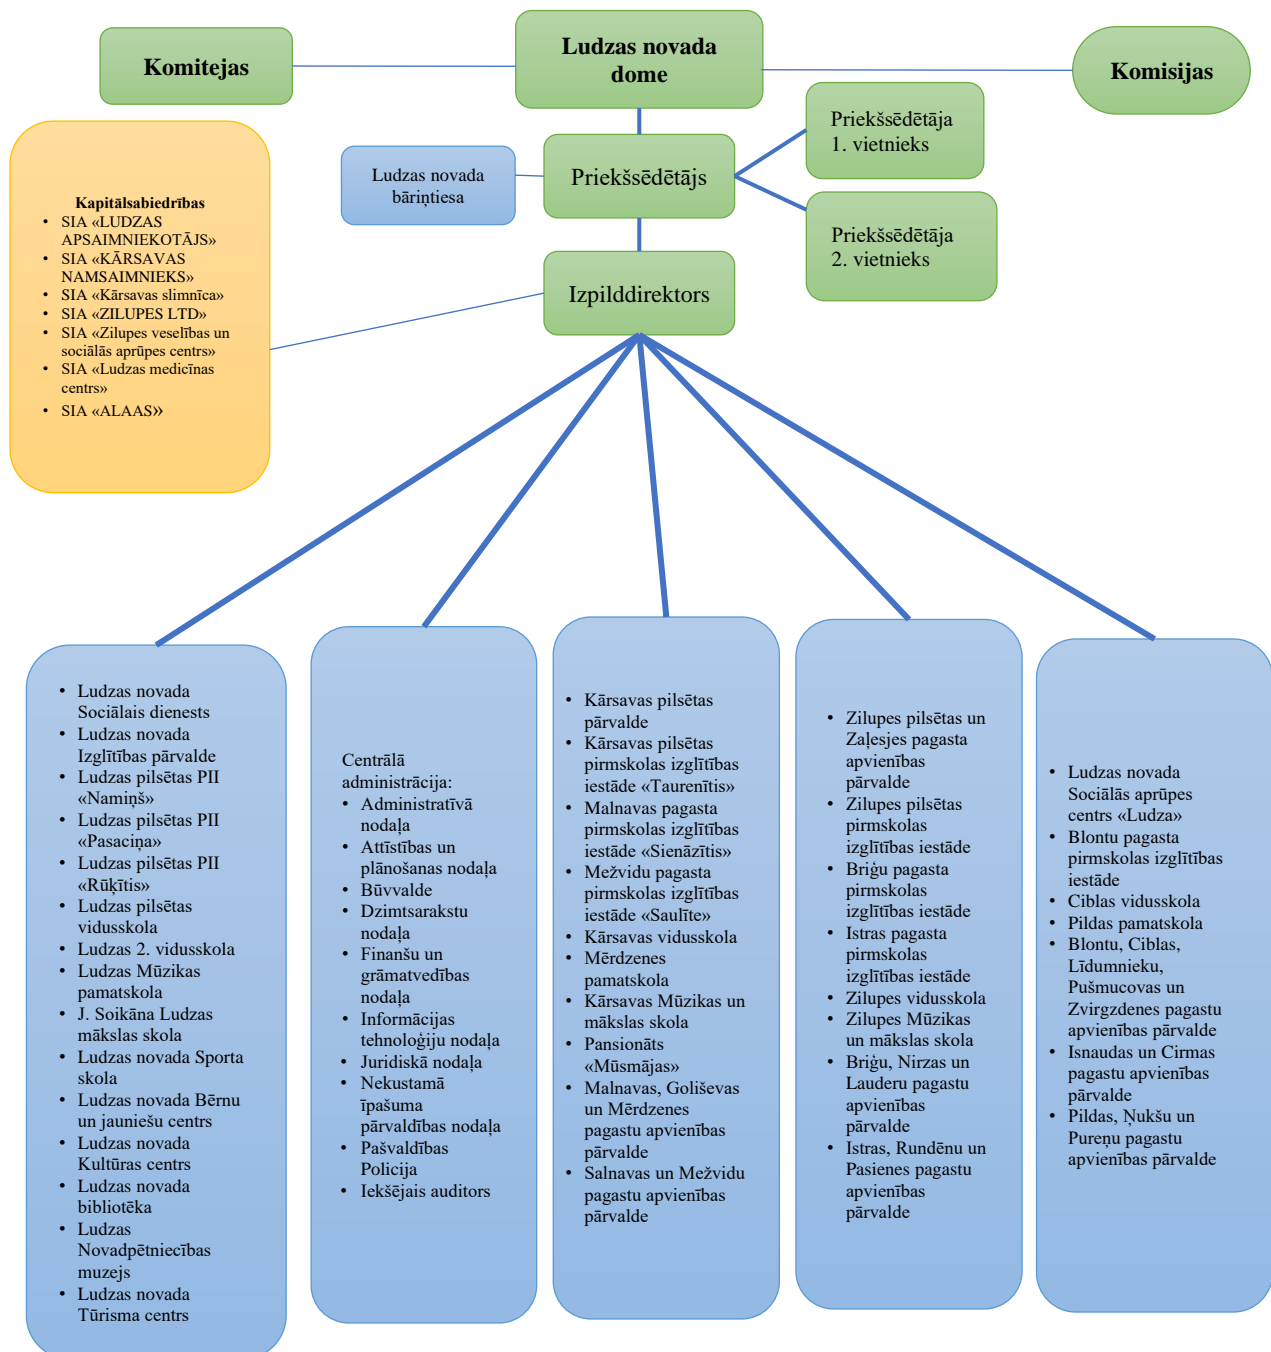 Komitejas
Ludzas novada
dome
Komisijas
Priekšsēdētāja
1. vietnieks
Ludzas novada
bāriņtiesa
Priekšsēdētājs
Priekšsēdētāja
2. vietnieks
Izpilddirektors
Kapitālsabiedrības
• SIA «LUDZAS
APSAIMNIEKOTĀJS»
• SIA «KĀRSAVAS
NAMSAIMNIEKS»
• SIA «Kārsavas slimnīca»
• SIA «ZILUPES LTD»
• SIA «Zilupes veselības un
sociālās aprūpes centrs»
• SIA «Ludzas medicīnas
centrs»
• SIA «ALAAS»
• Ludzas novada
Sociālais dienests
• Ludzas novada
Izglītības pārvalde
• Ludzas pilsētas PII
«Namiņš»
• Ludzas pilsētas PII
«Pasaciņa»
• Ludzas pilsētas PII
«Rūķītis»
• Ludzas pilsētas
vidusskola
• Ludzas 2. vidusskola
• Ludzas Mūzikas
pamatskola
• J. Soikāna Ludzas
mākslas skola
• Ludzas novada Sporta
skola
• Ludzas novada Bērnu
un jauniešu centrs
• Ludzas novada
Kultūras centrs
• Ludzas novada
bibliotēka
• Ludzas
Novadpētniecības
muzejs
• Ludzas novada
Tūrisma centrs
Centrālā
administrācija:
• Administratīvā
nodaļa
• Attīstības un
plānošanas nodaļa
• Būvvalde
• Dzimtsarakstu
nodaļa
• Finanšu un
grāmatvedības
nodaļa
• Informācijas
tehnoloģiju nodaļa
• Juridiskā nodaļa
• Nekustamā
īpašuma
pārvaldības nodaļa
• Pašvaldības
Policija
• Iekšējais auditors
• Kārsavas pilsētas
pārvalde
• Kārsavas pilsētas
pirmskolas izglītības
iestāde «Taurenītis»
• Malnavas pagasta
pirmskolas izglītības
iestāde «Sienāzītis»
• Mežvidu pagasta
pirmskolas izglītības
iestāde «Saulīte»
• Kārsavas vidusskola
• Mērdzenes
pamatskola
• Kārsavas Mūzikas un
mākslas skola
• Pansionāts
«Mūsmājas»
• Malnavas, Goliševas
un Mērdzenes
pagastu apvienības
pārvalde
• Salnavas un Mežvidu
pagastu apvienības
pārvalde
• Zilupes pilsētas un
Zaļesjes pagasta
apvienības
pārvalde
• Zilupes pilsētas
pirmskolas
izglītības iestāde
• Briģu pagasta
pirmskolas
izglītības iestāde
• Istras pagasta
pirmskolas
izglītības iestāde
• Zilupes vidusskola
• Zilupes Mūzikas
un mākslas skola
• Briģu, Nirzas un
Lauderu pagastu
apvienības
pārvalde
• Istras, Rundēnu un
Pasienes pagastu
apvienības
pārvalde
• Ludzas novada
Sociālās aprūpes
centrs «Ludza»
• Blontu pagasta
pirmskolas izglītības
iestāde
• Ciblas vidusskola
• Pildas pamatskola
• Blontu, Ciblas,
Līdumnieku,
Pušmucovas un
Zvirgzdenes pagastu
apvienības pārvalde
• Isnaudas un Cirmas
pagastu apvienības
pārvalde
• Pildas, Ņukšu un
Pureņu pagastu
apvienības pārvalde